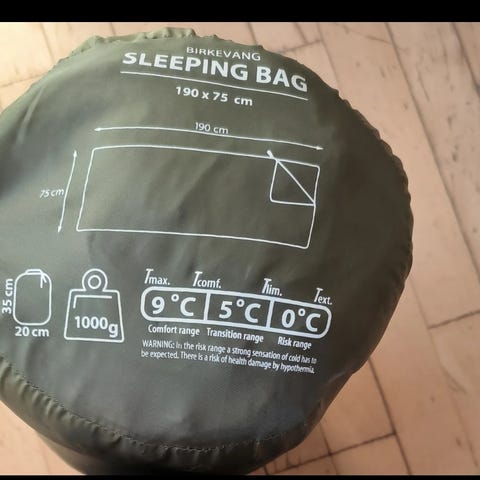 BIRKEVANG
SLEEPING BAG
190 x 75 cm
190 cm
75 cm
35 cm
20 cm
1000g
Tmax. Tcomf. Tlim. Text.
9 °C 5°C 0°C
Comfort range Transition range Risk range
WARNING: In the risk range a strong sensation of cold has to
be expected. There is a risk of health damage by hypothermia.